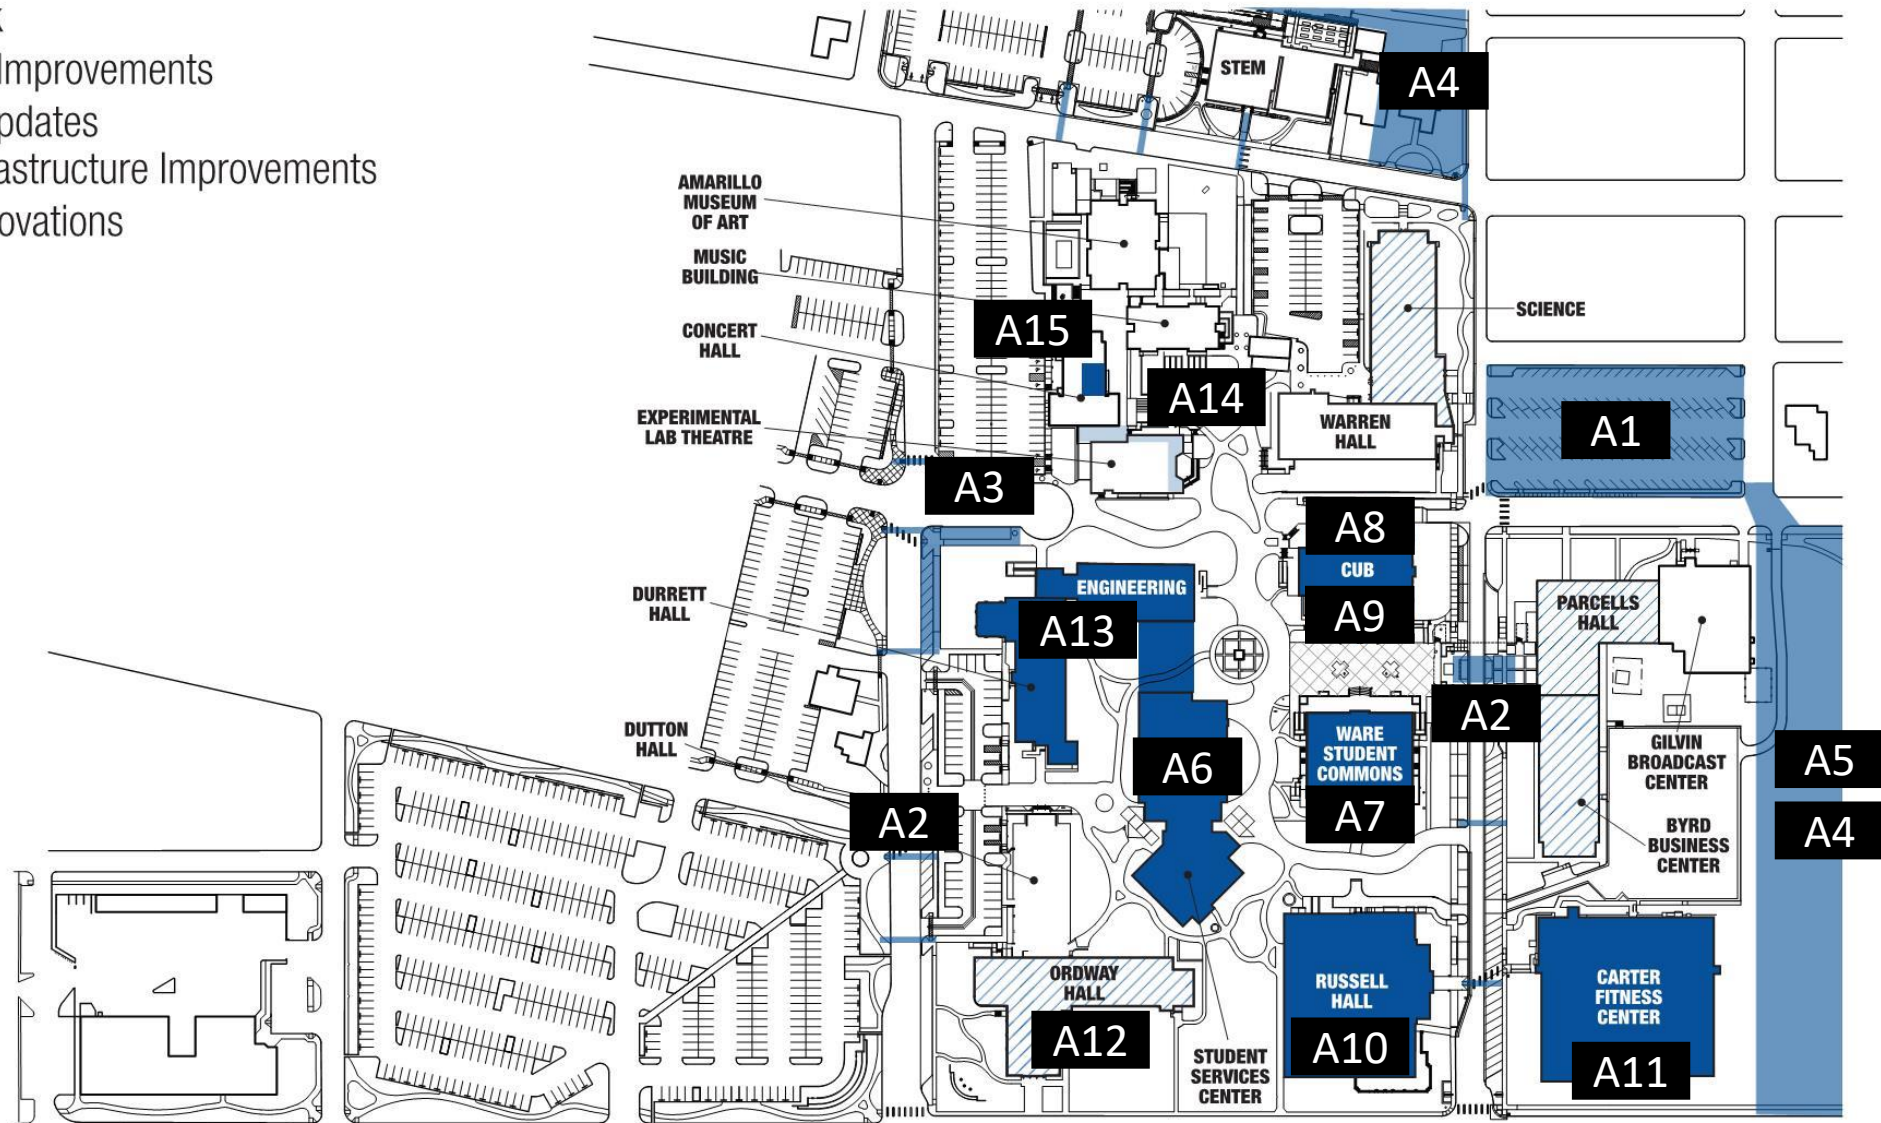 Improvements
Improvements
STEM
A4
AMARILLO
MUSEUM
OF ART
MUSIC
BUILDING
SCIENCE
A15
CONCERT
HALL
A14
A1
EXPERIMENTAL
LAB THEATRE
WARREN
HALL
A3
A8
CUB
ENGINEERING
DURRETT
HALL
PARCELLS
HALL
A9
A13
A2
DUTTON
HALL
WARE
STUDENT
COMMONS
GILVIN
BROADCAST
CENTER
A5
A6
A2
A7
A4
BYRD
BUSINESS
CENTER
ORDWAY
HALL
RUSSELL
HALL
CARTER
FITNESS
CENTER
A12
A10
STUDENT
SERVICES
CENTER
A11